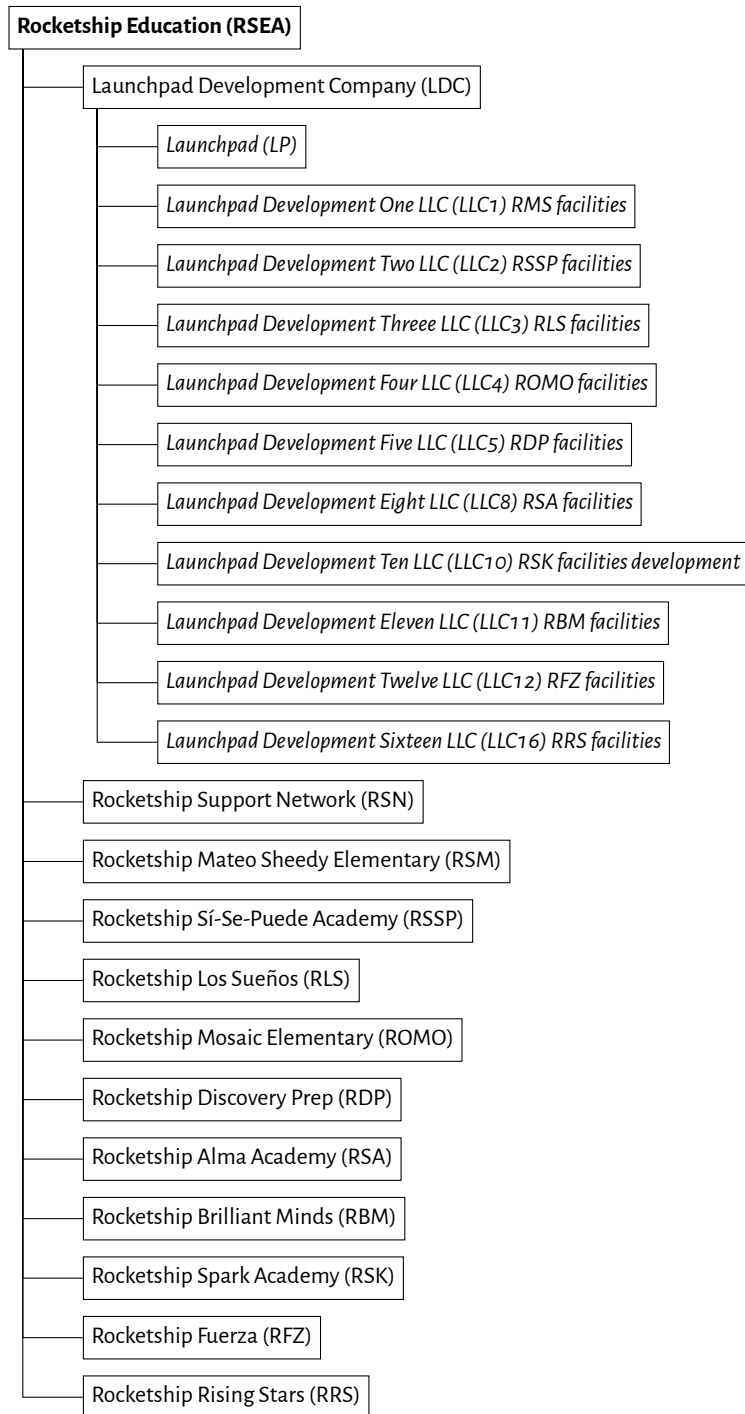 Rocketship Education (RSEA)
Launchpad Development Company (LDC)
Launchpad (LP)
Launchpad Development One LLC (LLC1) RMS facilities
Launchpad Development Two LLC (LLC2) RSSP facilities
Launchpad Development Threee LLC (LLC3) RLS facilities
Launchpad Development Four LLC (LLC4) ROMO facilities
Launchpad Development Five LLC (LLC5) RDP facilities
Launchpad Development Eight LLC (LLC8) RSA facilities
Launchpad Development Ten LLC (LLC10) RSK facilities development
Launchpad Development Eleven LLC (LLC11) RBM facilities
Launchpad Development Twelve LLC (LLC12) RFZ facilities
Launchpad Development Sixteen LLC (LLC16) RRS facilities
Rocketship Support Network (RSN)
Rocketship Mateo Sheedy Elementary (RSM)
Rocketship Sí-Se-Puede Academy (RSSP)
Rocketship Los Sueños (RLS)
Rocketship Mosaic Elementary (ROMO)
Rocketship Discovery Prep (RDP)
Rocketship Alma Academy (RSA)
Rocketship Brilliant Minds (RBM)
Rocketship Spark Academy (RSK)
Rocketship Fuerza (RFZ)
Rocketship Rising Stars (RRS)